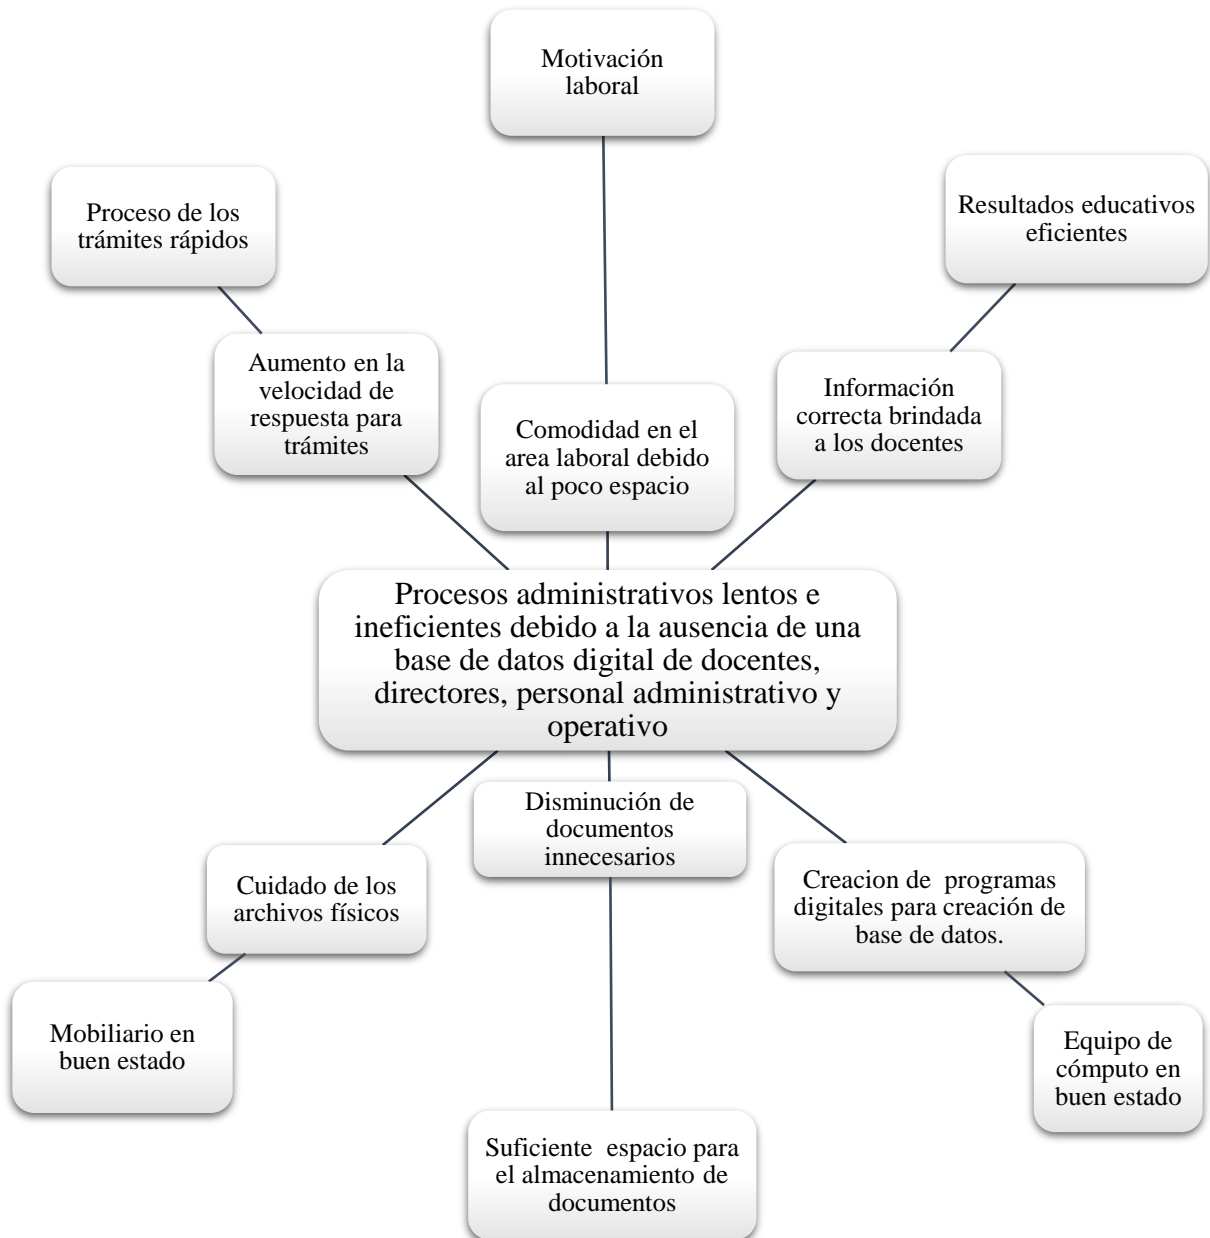 Motivación
laboral
Proceso de los
trámites rápidos
Resultados educativos
eficientes
Aumento en la
velocidad de
respuesta para
trámites
Comodidad en el
area laboral debido
al poco espacio
Información
correcta brindada
a los docentes
Procesos administrativos lentos e
ineficientes debido a la ausencia de una
base de datos digital de docentes,
directores, personal administrativo y
operativo
Disminución de
documentos
innecesarios
Cuidado de los
archivos físicos
Creacion de programas
digitales para creación de
base de datos.
Mobiliario en
buen estado
Equipo de
cómputo en
buen estado
Suficiente espacio para
el almacenamiento de
documentos